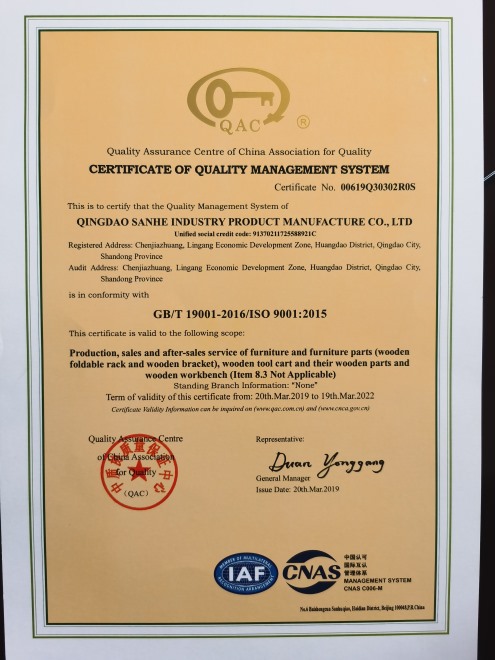 QAC
®
Quality Assurance Centre of China Association for Quality
CERTIFICATE OF QUALITY MANAGEMENT SYSTEM
Certificate No. 00619Q30302R0S
This is to certify that the Quality Management System of
QINGDAO SANHE INDUSTRY PRODUCT MANUFACTURE CO., LTD
Unified social credit code: 91370211725588921C
Registered Address: Chenjiazhuang, Lingang Economic Development Zone, Huangdao District, Qingdao City,
Shandong Province
Audit Address: Chenjiazhuang, Lingang Economic Development Zone, Huangdao District, Qingdao City,
Shandong Province
is in conformity with
GB/T 19001-2016/ISO 9001:2015
This certificate is valid to the following scope:
Production, sales and after-sales service of furniture and furniture parts (wooden
foldable rack and wooden bracket), wooden tool cart and their wooden parts and
wooden workbench (Item 8.3 Not Applicable)
Standing Branch Information: "None"
Term of validity of this certificate from: 20th.Mar.2019 to 19th.Mar.2022
Certificate Validity Information can be inquired on (www.qac.com.cn) and (www.cnca.gov.cn)
Quality Assurance Centre
of China Association
for Quality
(QAC)
Representative:
Duan Yonggang
General Manager
Issue Date: 20th.Mar.2019
MEMBER OF MULTILATERAL
IAF
RECOGNITION ARRANGEMENT
CNAS
中国认可
国际互认
管理体系
MANAGEMENT SYSTEM
CNAS C006-M